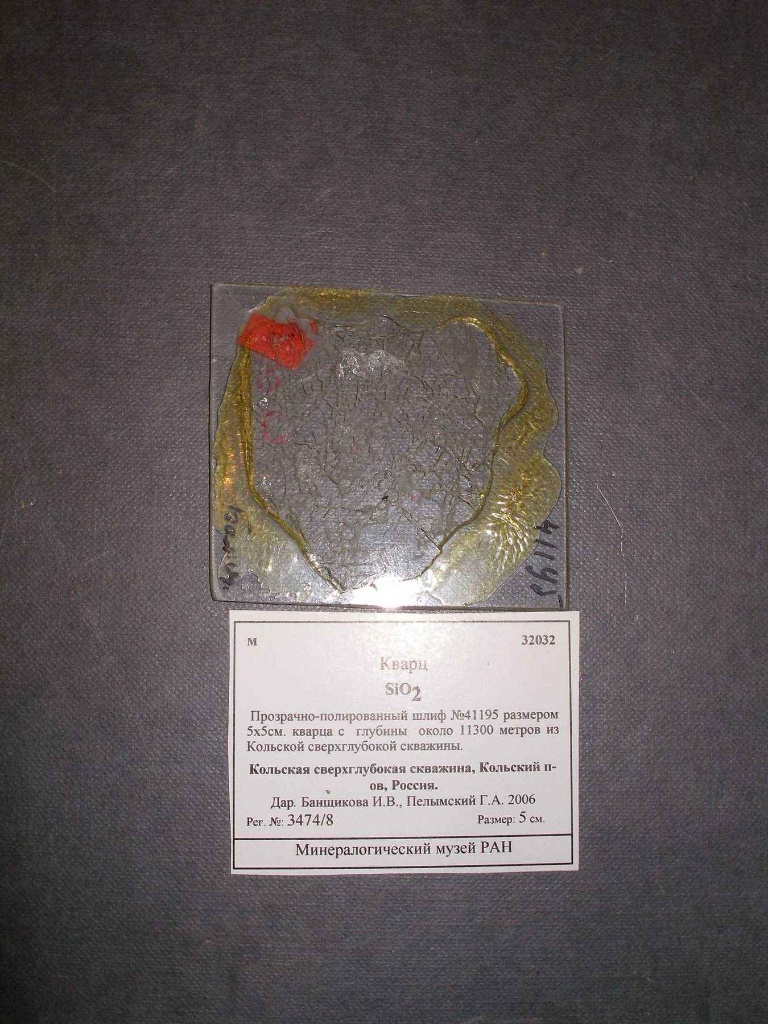 41195
М 32032
Кварц
SiO2
Прозрачно-полированный шлиф №41195 размером
5х5см. кварца с глубины около 11300 метров из
Кольской сверхглубокой скважины.
Кольская сверхглубокая скважина, Кольский п-
ов, Россия.
Дар. Банщикова И.В., Пелымский Г.А. 2006
Рег. №: 3474/8 Размер: 5 см.
Минералогический музей РАН